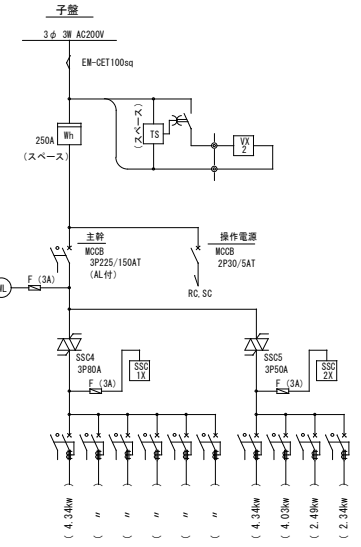 子盤
3φ 3W AC200V
EM-CET100sq
Wh
250A
(スペース)
TS
(スペース)
VX
2
主幹
MCCB
3P225/150AT
(AL付)
操作電源
MCCB
2P30/5AT
RC, SC
WL
F (3A)
SSC4
3P80A
F (3A)
SSC
1X
SSC5
3P50A
F (3A)
SSC
2X
( 4.34kw )
( 〃 )
( 〃 )
( 〃 )
( 〃 )
( 〃 )
( 4.34kw )
( 4.03kw )
( 2.49kw )
( 2.34kw )